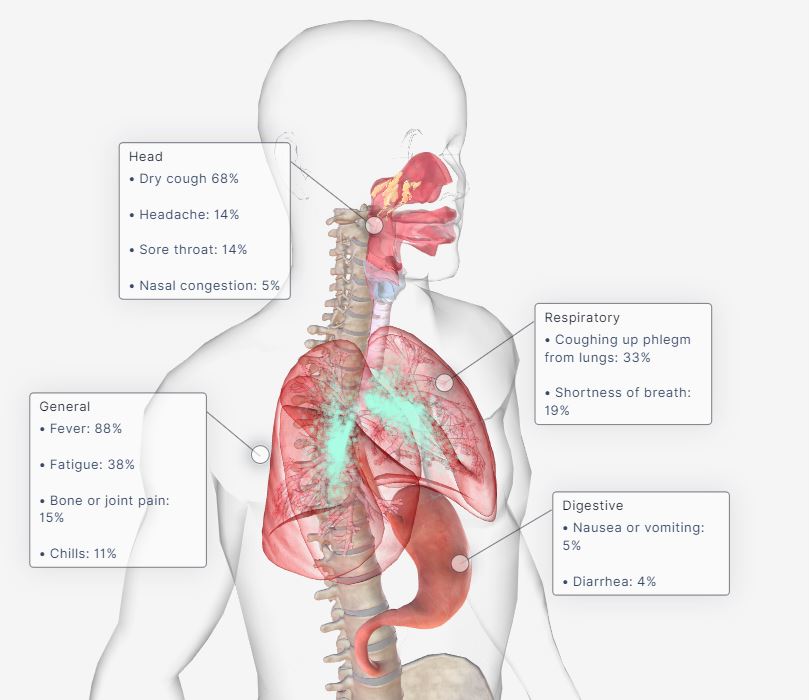 Head
• Dry cough 68%
• Headache: 14%
• Sore throat: 14%
• Nasal congestion: 5%
Respiratory
• Coughing up phlegm
from lungs: 33%
• Shortness of breath:
19%
General
• Fever: 88%
• Fatigue: 38%
• Bone or joint pain:
15%
• Chills: 11%
Digestive
• Nausea or vomiting:
5%
• Diarrhea: 4%